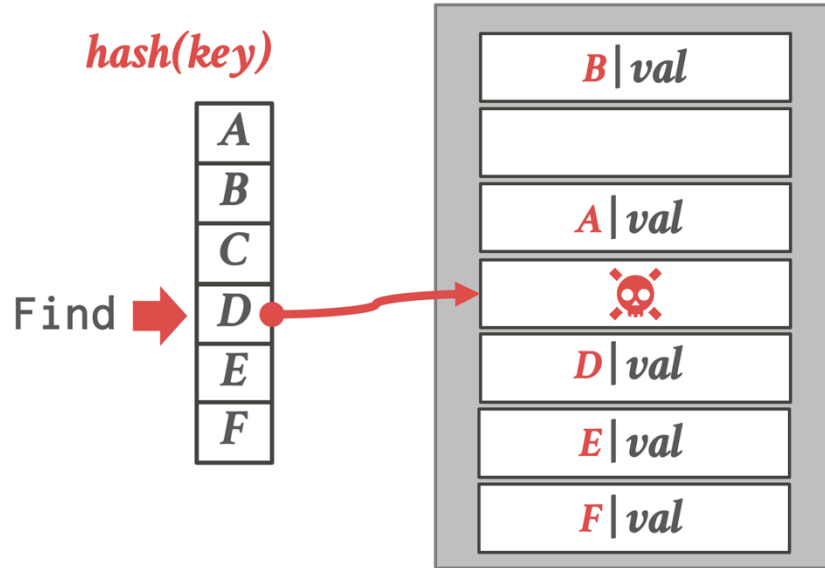 hash(key)
A
B
C
Find D
E
F
B|val
A|val
D|val
E|val
F|val